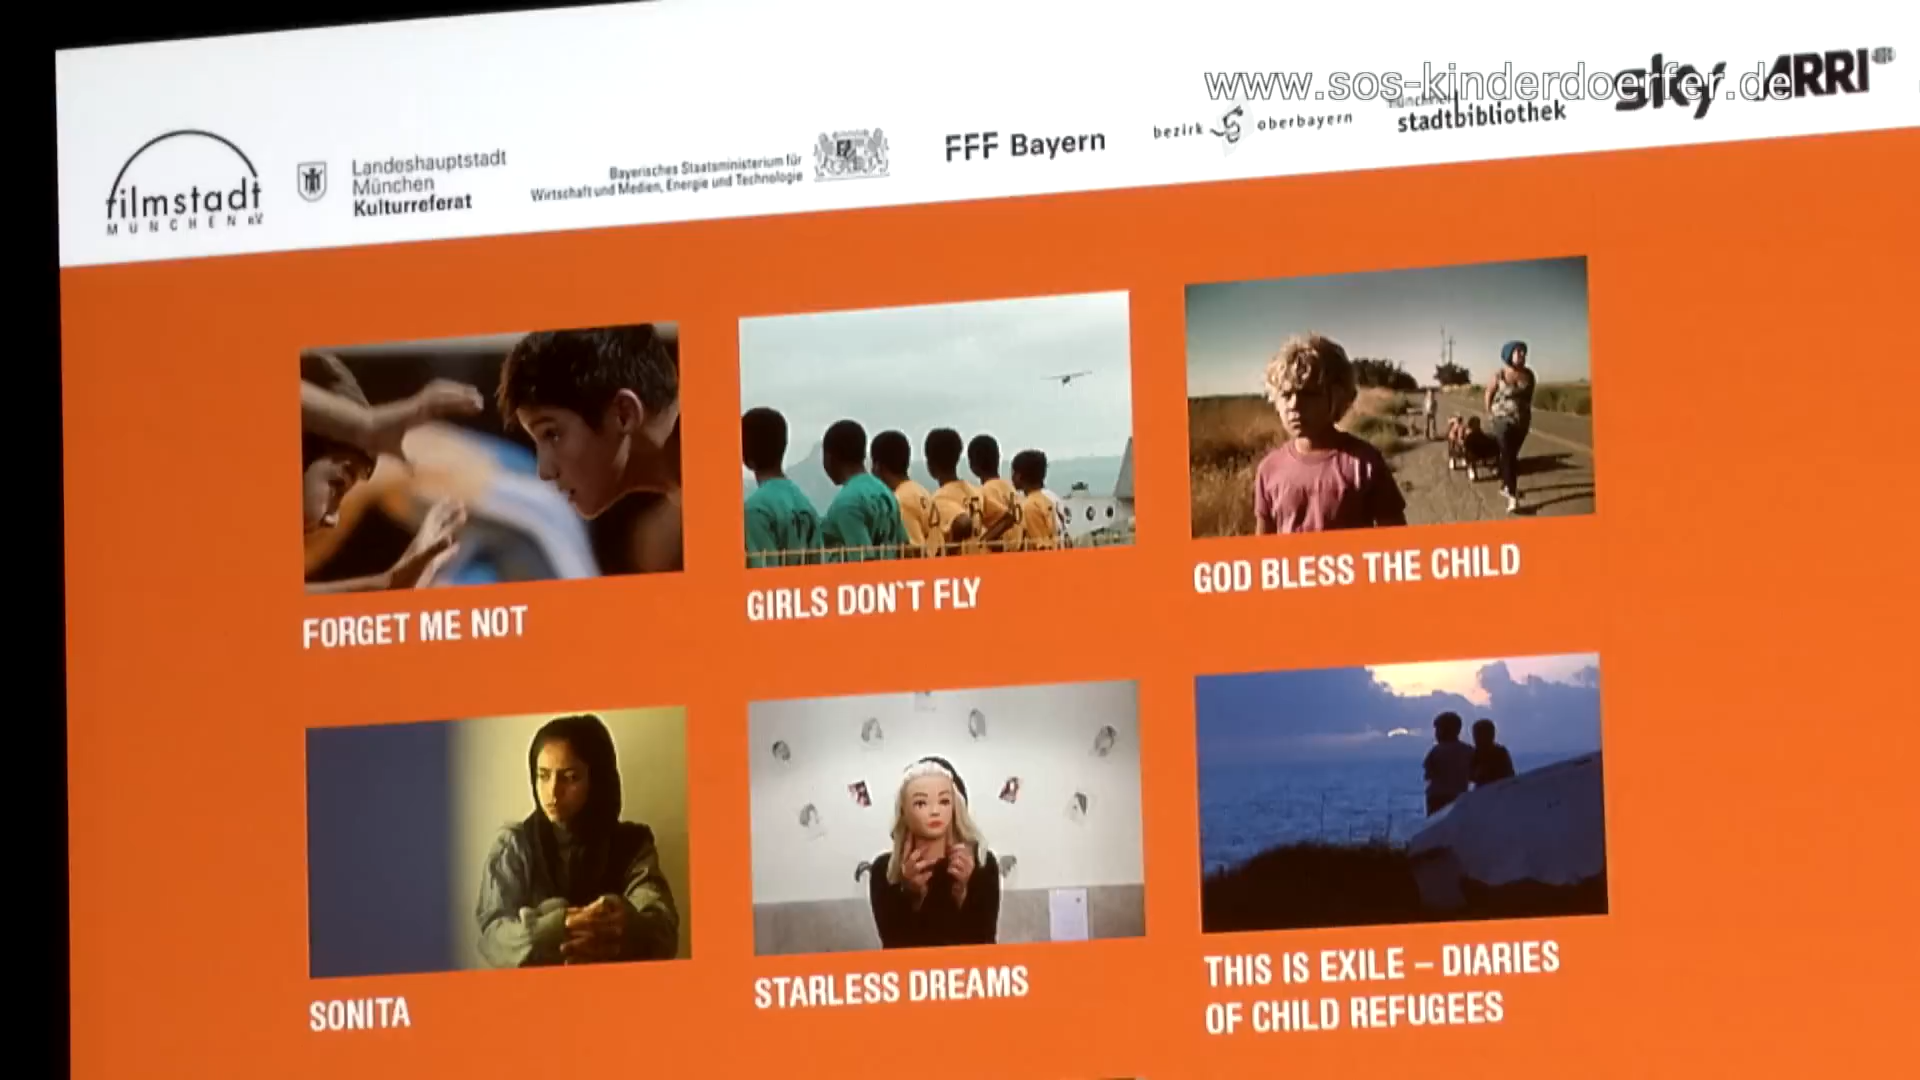 www.sos-kinderdoerfer.de
filmstadt
MÜNCHEN eV
Landeshauptstadt
München
Kulturreferat
Bayerisches Staatsministerium für
Wirtschaft und Medien, Energie und Technologie
FFF Bayern
bezirk oberbayern
münchner
stadtbibliothek
sky
ARRI
FORGET ME NOT
GIRLS DON`T FLY
GOD BLESS THE CHILD
SONITA
STARLESS DREAMS
THIS IS EXILE – DIARIES
OF CHILD REFUGEES